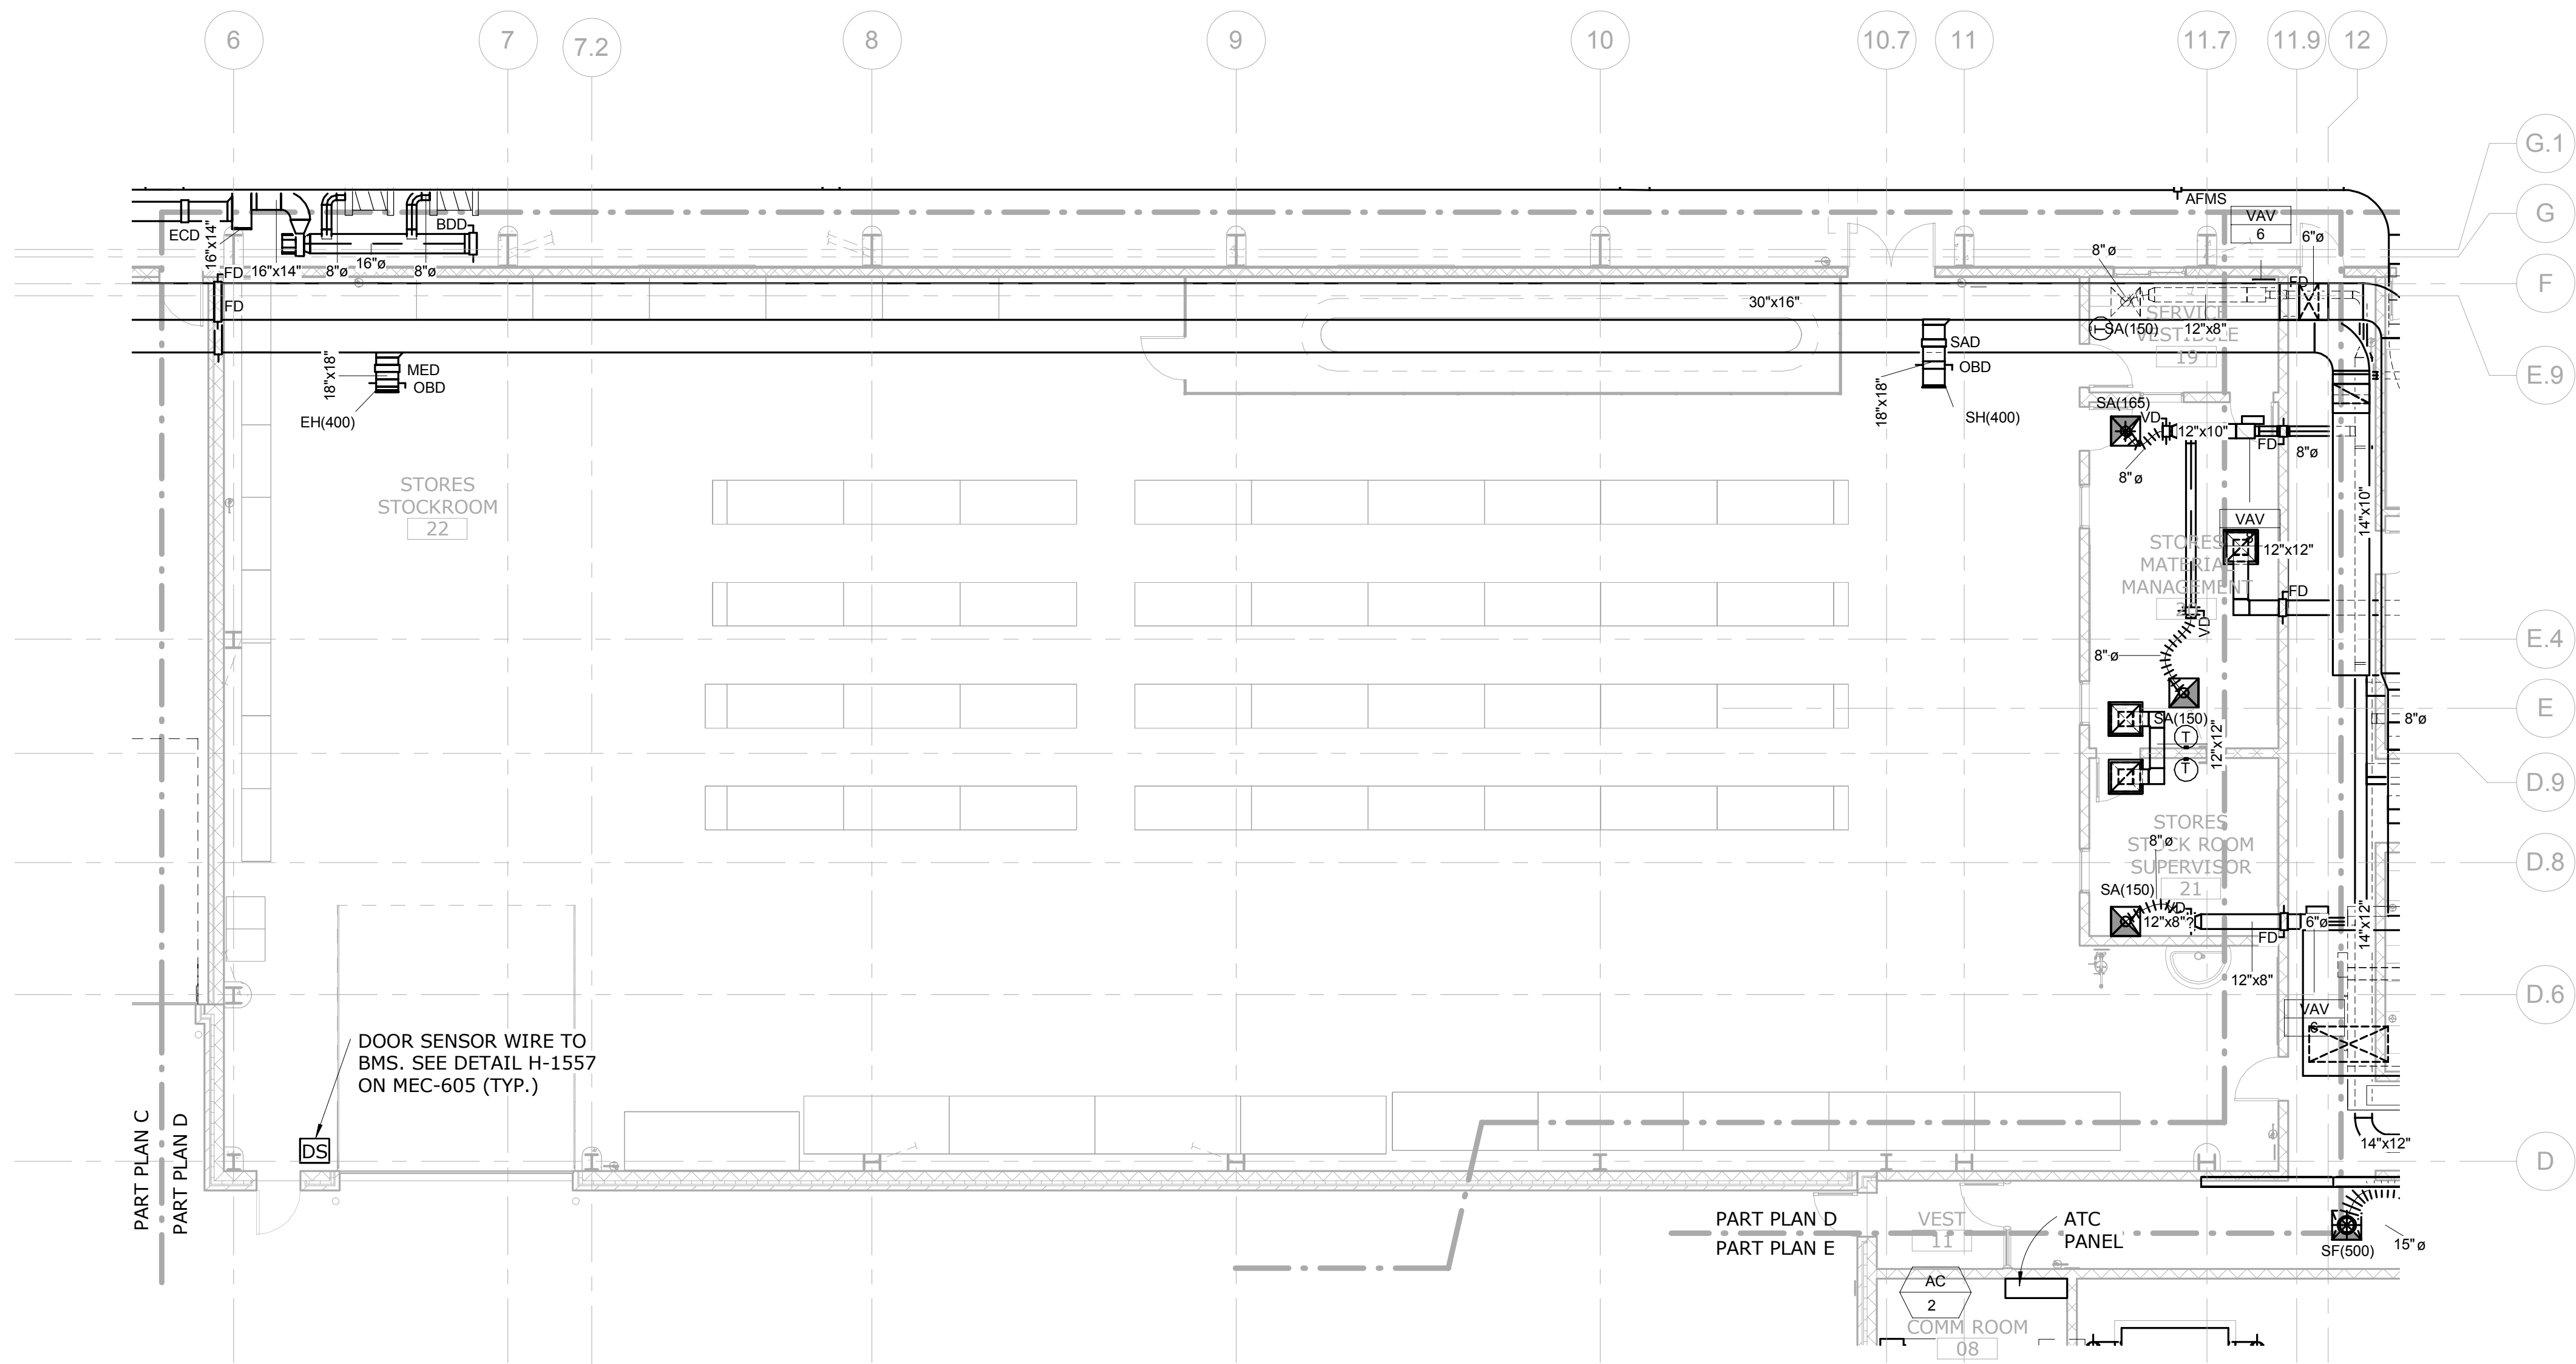 6
7
7.2
8
9
10
10.7
11
11.7
11.9
12
G.1
G
F
E.9
E.4
E
D.9
D.8
D.6
D
ECD
16"x14"
BDD
FD
16"x14"
8"ø
16"ø
8"ø
FD
AFMS
VAV
6
6"ø
8"ø
FD
30"x16"
SERVICE
VESTIBULE
19
SA(150)
12"x8"
18"x18"
MED
OBD
EH(400)
18"x18"
SAD
OBD
SH(400)
SA(165)
VD
12"x10"
FD
8"ø
8"ø
STORES
STOCKROOM
22
14"x10"
VAV
STORES
MATERIAL
MANAGEMENT
12"x12"
FD
VD
8"ø
SA(150)
T
T
12"x12"
8"ø
STORES
STOCK ROOM
SUPERVISOR
21
8"ø
SA(150)
VD
12"x8"?
6"ø
FD
14"x12"
12"x8"
VAV
6
DOOR SENSOR WIRE TO
BMS. SEE DETAIL H-1557
ON MEC-605 (TYP.)
DS
PART PLAN C
PART PLAN D
14"x12"
PART PLAN D
PART PLAN E
VEST
11
ATC
PANEL
SF(500)
15"ø
AC
2
COMM ROOM
08